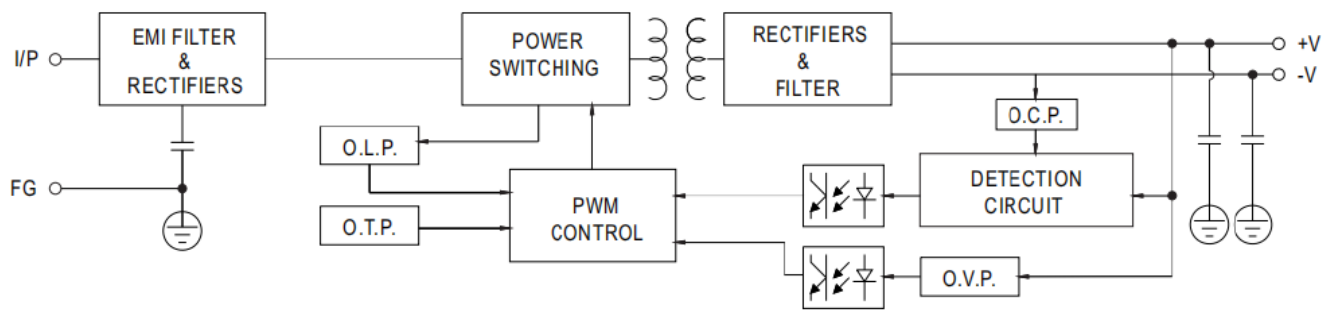 I/P
EMI FILTER
&
RECTIFIERS
POWER
SWITCHING
RECTIFIERS
&
FILTER
+V
-V
O.C.P.
O.L.P.
FG
O.T.P.
PWM
CONTROL
DETECTION
CIRCUIT
O.V.P.